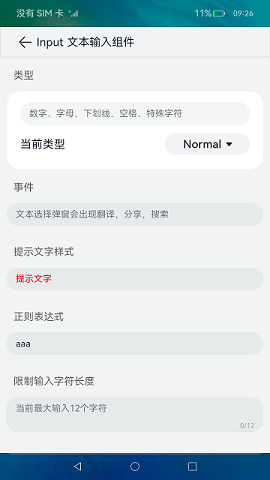 没有 SIM 卡 11% 09:26
Input 文本输入组件
类型
数字、字母、下划线、空格、特殊字符
当前类型 Normal
事件
文本选择弹窗会出现翻译，分享，搜索
提示文字样式
提示文字
正则表达式
aaa
限制输入字符长度
当前最大输入12个字符
0/12